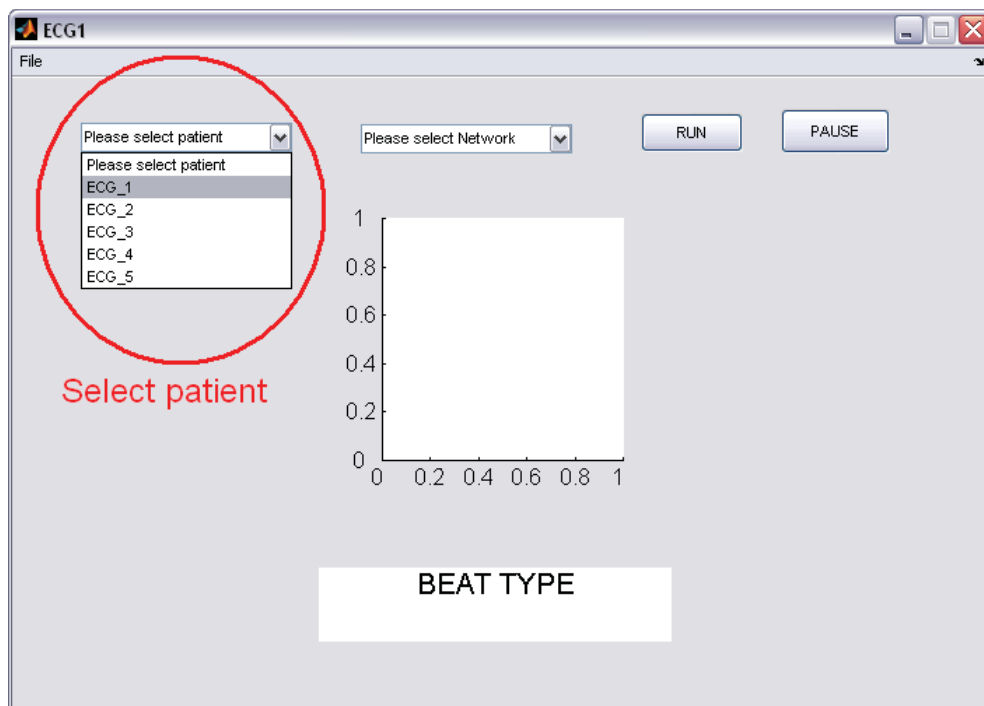 ECG1
File
Please select patient
Please select Network
RUN
PAUSE
Please select patient
ECG_1
ECG_2
ECG_3
ECG_4
ECG_5
Select patient
1
0.8
0.6
0.4
0.2
0
0 0.2 0.4 0.6 0.8 1
BEAT TYPE